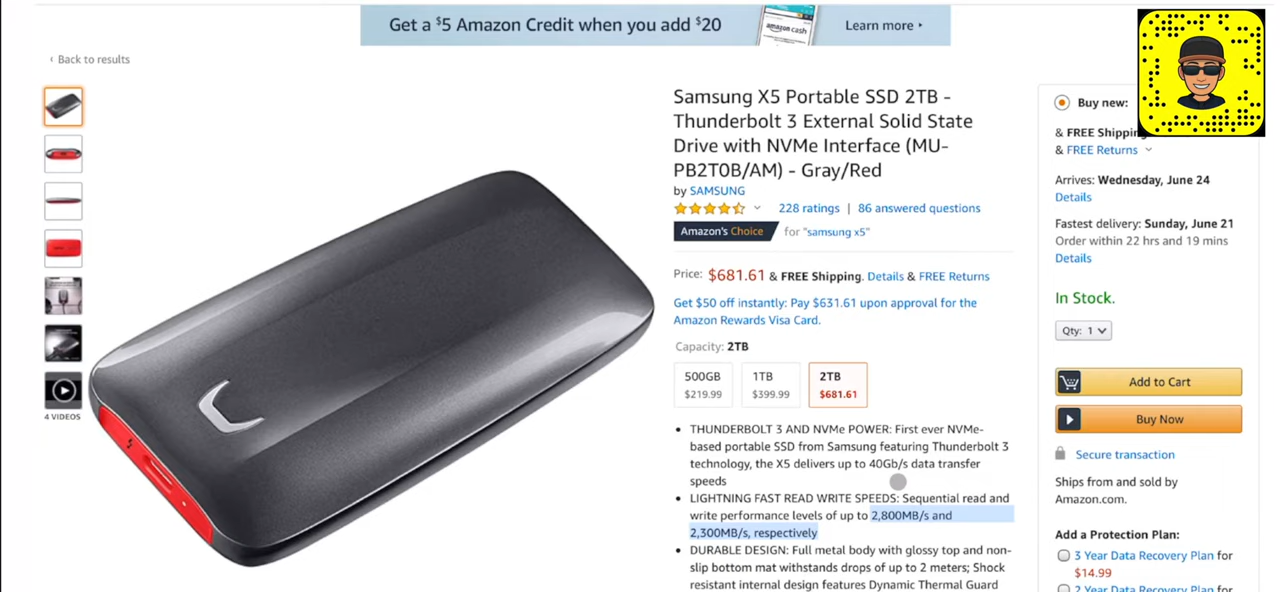 Get a $5 Amazon Credit when you add $20
amazon cash
Learn more ▸
‹ Back to results
4 VIDEOS
Samsung X5 Portable SSD 2TB -
Thunderbolt 3 External Solid State
Drive with NVMe Interface (MU-
PB2T0B/AM) - Gray/Red
by SAMSUNG
228 ratings | 86 answered questions
Amazon's Choice for "samsung x5"
Price: $681.61 & FREE Shipping. Details & FREE Returns
Get $50 off instantly: Pay $631.61 upon approval for the
Amazon Rewards Visa Card.
Capacity: 2TB
500GB
$219.99
1TB
$399.99
2TB
$681.61
• THUNDERBOLT 3 AND NVMe POWER: First ever NVMe-
based portable SSD from Samsung featuring Thunderbolt 3
technology, the X5 delivers up to 40Gb/s data transfer
speeds
• LIGHTNING FAST READ WRITE SPEEDS: Sequential read and
write performance levels of up to 2,800MB/s and
2,300MB/s, respectively
• DURABLE DESIGN: Full metal body with glossy top and non-
slip bottom mat withstands drops of up to 2 meters; Shock
resistant internal design features Dynamic Thermal Guard
Buy new:
& FREE Shipping
& FREE Returns
Arrives: Wednesday, June 24
Details
Fastest delivery: Sunday, June 21
Order within 22 hrs and 19 mins
Details
In Stock.
Qty: 1
Add to Cart
Buy Now
Secure transaction
Ships from and sold by
Amazon.com.
Add a Protection Plan:
3 Year Data Recovery Plan for
$14.99
2 Year Data Recovery Plan for